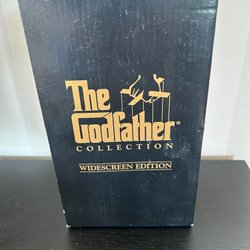 The
Godfather®
COLLECTION
WIDESCREEN EDITION